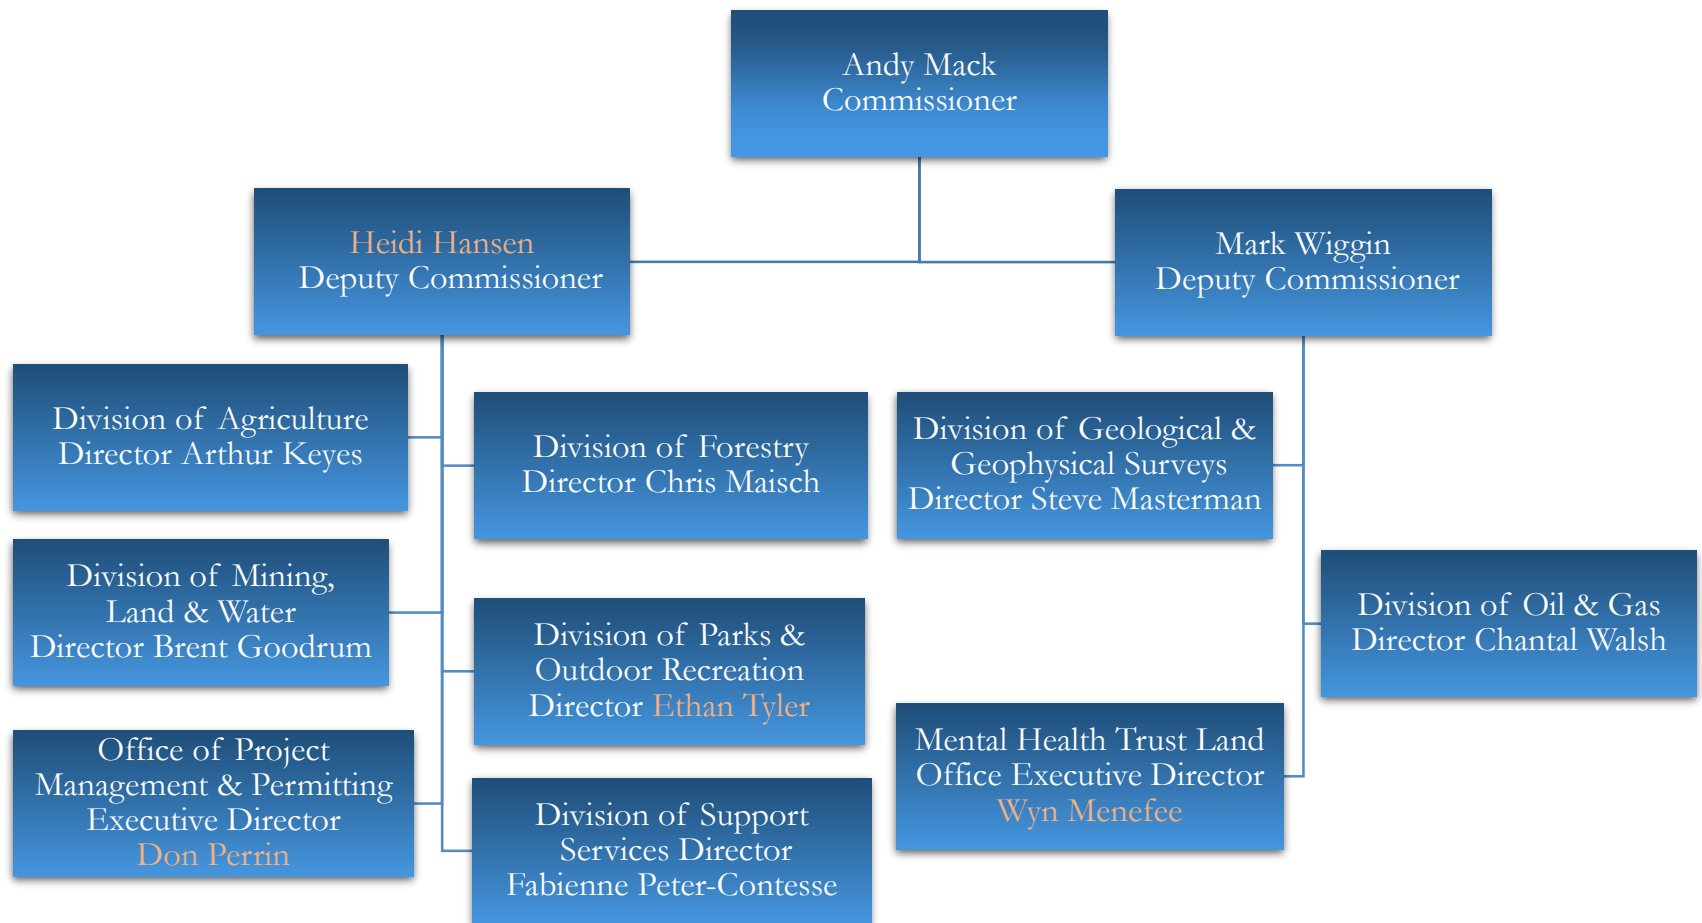 Andy Mack
Commissioner
Heidi Hansen
Deputy Commissioner
Mark Wiggin
Deputy Commissioner
Division of Agriculture
Director Arthur Keyes
Division of Forestry
Director Chris Maisch
Division of Geological &
Geophysical Surveys
Director Steve Masterman
Division of Mining,
Land & Water
Director Brent Goodrum
Division of Parks &
Outdoor Recreation
Director Ethan Tyler
Division of Oil & Gas
Director Chantal Walsh
Office of Project
Management & Permitting
Executive Director
Don Perrin
Division of Support
Services Director
Fabienne Peter-Contesse
Mental Health Trust Land
Office Executive Director
Wyn Menefee